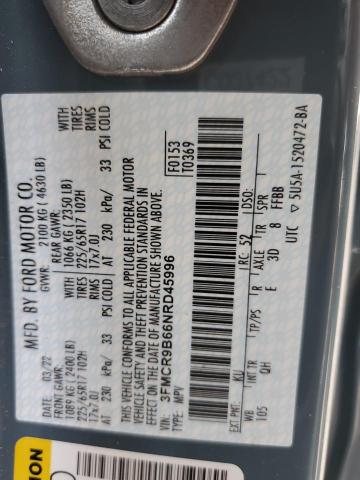 MFD. BY FORD MOTOR CO.
03/22
GVWR: 2100 KG ( 4630 LB)
FRONT GAWR: 1089 KG (2400 LB)
REAR GAWR: 1066 KG ( 2350 LB)
225/65R17 102H
17x7.0J
WITH TIRES RIMS
225/65R17 102H
17x7.0J
WITH TIRES RIMS
AT 230 kPa/ 33 PSI COLD
AT 230 kPa/ 33 PSI COLD
THIS VEHICLE CONFORMS TO ALL APPLICABLE FEDERAL MOTOR
VEHICLE SAFETY AND THEFT PREVENTION STANDARDS IN
EFFECT ON THE DATE OF MANUFACTURE SHOWN ABOVE.
VIN: 3FMCR9B66NRD45996
TYPE: MPV
F0153
T0369
EXT PNT: KU
RC: 52
DSO:
WB
INT TR
TP/PS
R
AXLE
105
QH
E
3D
8
FFBB
UTC ▽ 5U5A-1520472-BA